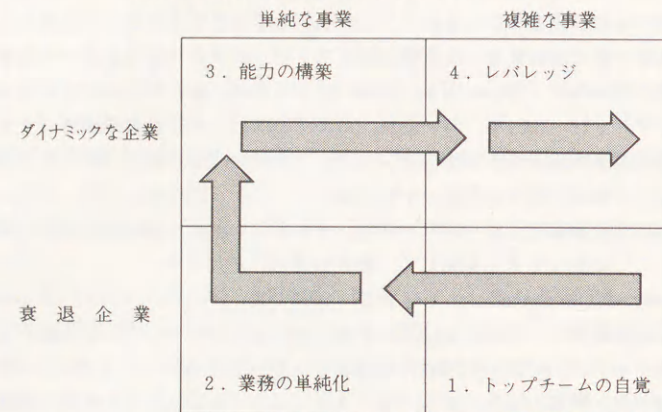 単純な事業　複雑な事業
3．能力の構築　4．レバレッジ
ダイナミックな企業
衰　退　企　業
2．業務の単純化　1．トップチームの自覚